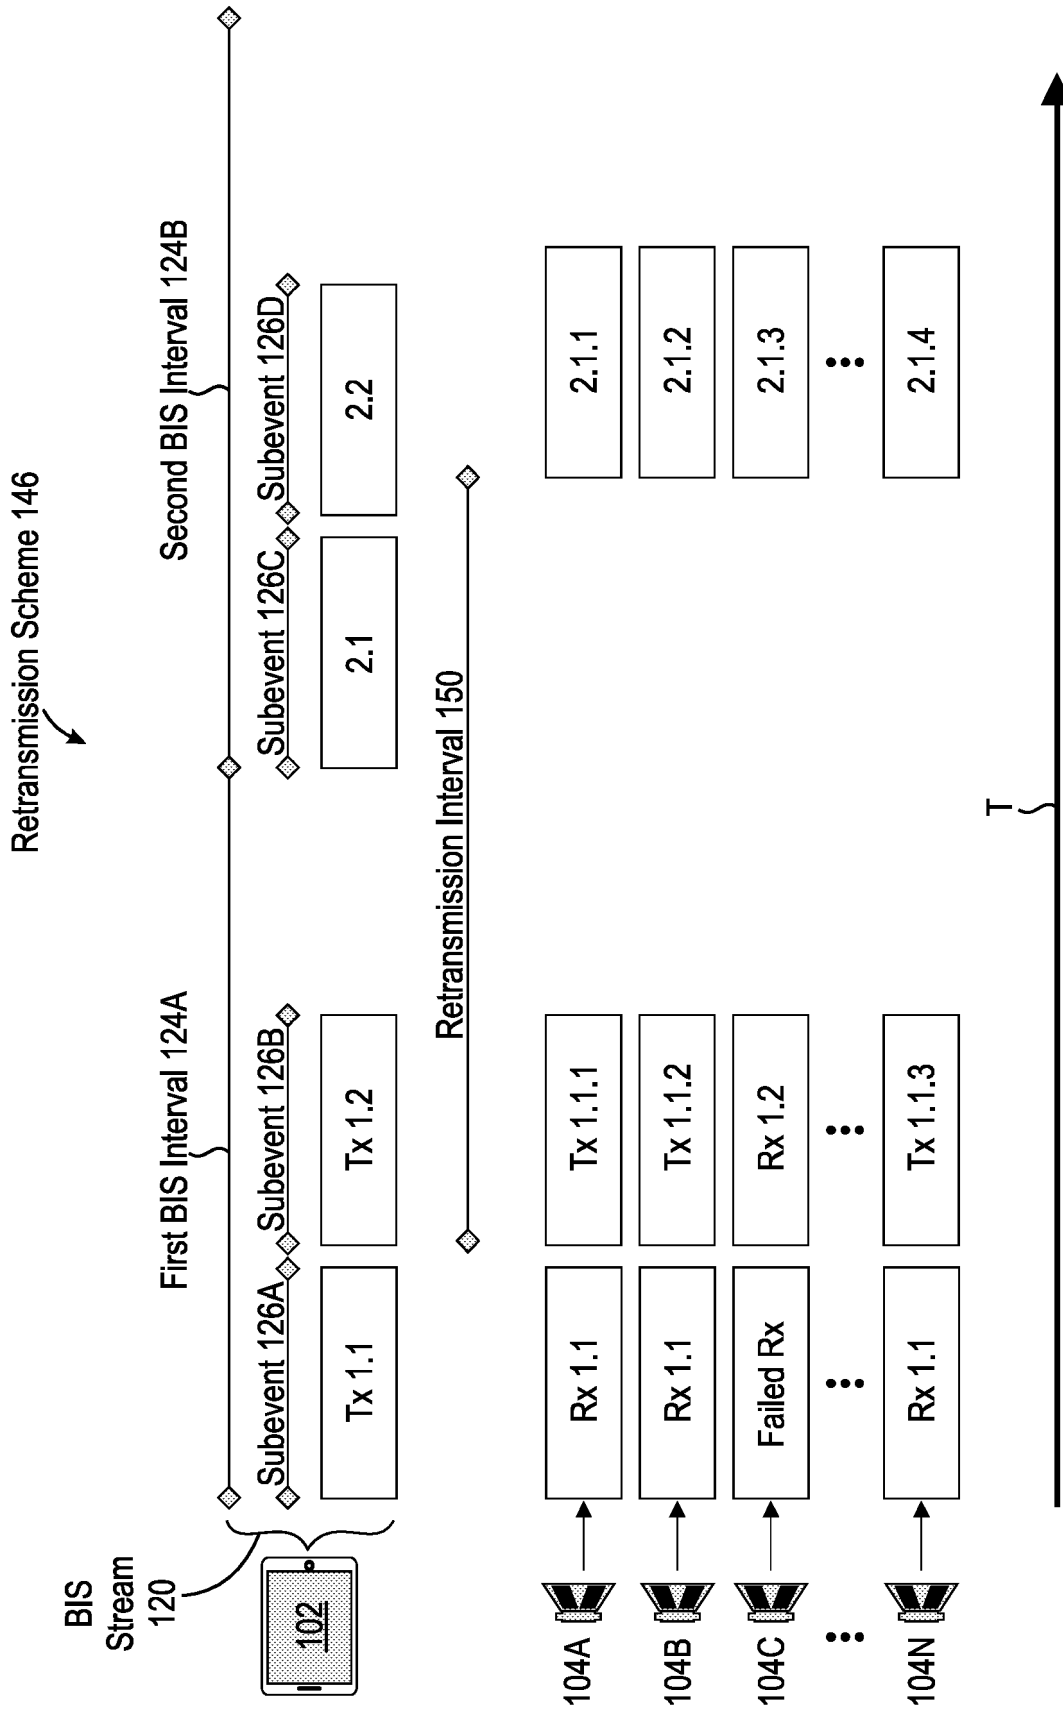 Retransmission Scheme 146
BIS
Stream
120
First BIS Interval 124A
Second BIS Interval 124B
Subevent 126A
Subevent 126B
Subevent 126C
Subevent 126D
102
Tx 1.1
Tx 1.2
2.1
2.2
Retransmission Interval 150
104A
Rx 1.1
Tx 1.1.1
2.1.1
104B
Rx 1.1
Tx 1.1.2
2.1.2
104C
Failed Rx
Rx 1.2
2.1.3
104N
Rx 1.1
Tx 1.1.3
2.1.4
T